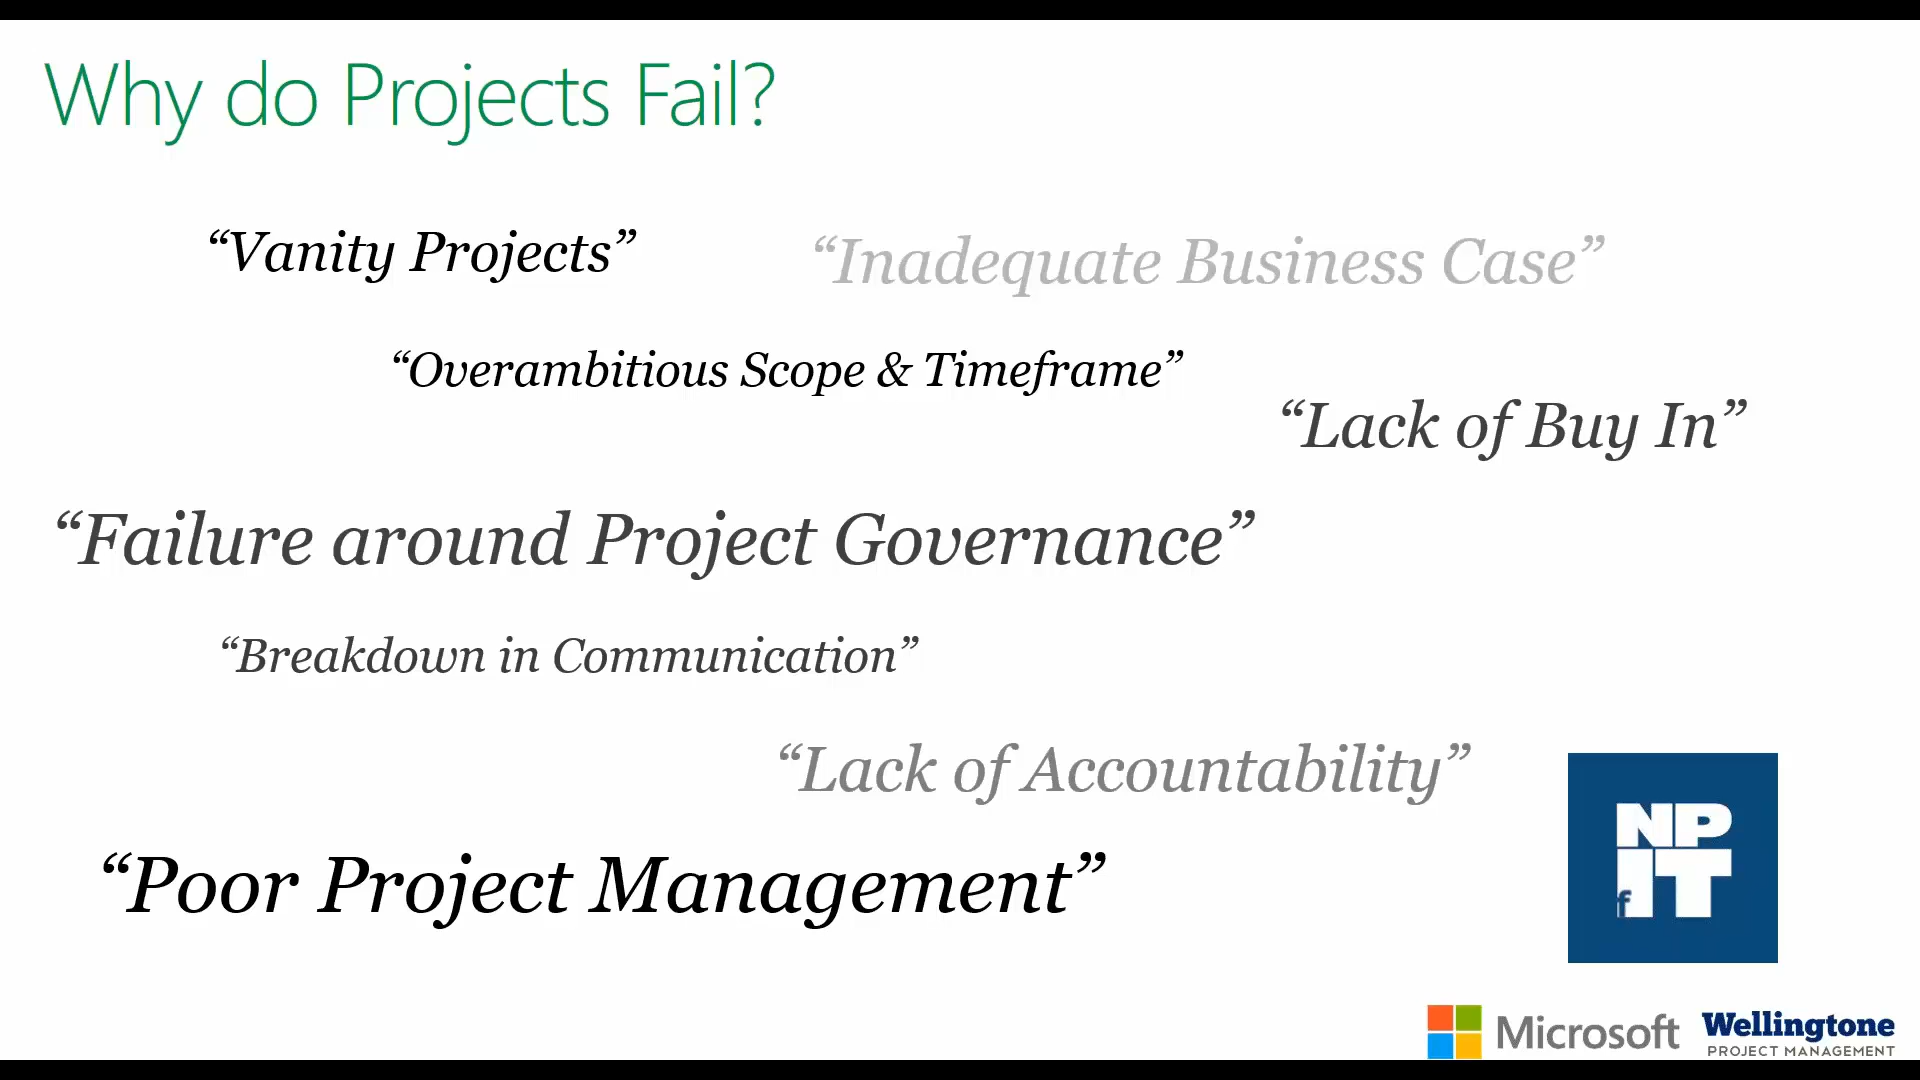 Why do Projects Fail?
“Vanity Projects”
“Inadequate Business Case”
“Overambitious Scope & Timeframe”
“Lack of Buy In”
“Failure around Project Governance”
“Breakdown in Communication”
“Lack of Accountability”
“Poor Project Management”
NP
fIT
Microsoft
Wellingtone
PROJECT MANAGEMENT